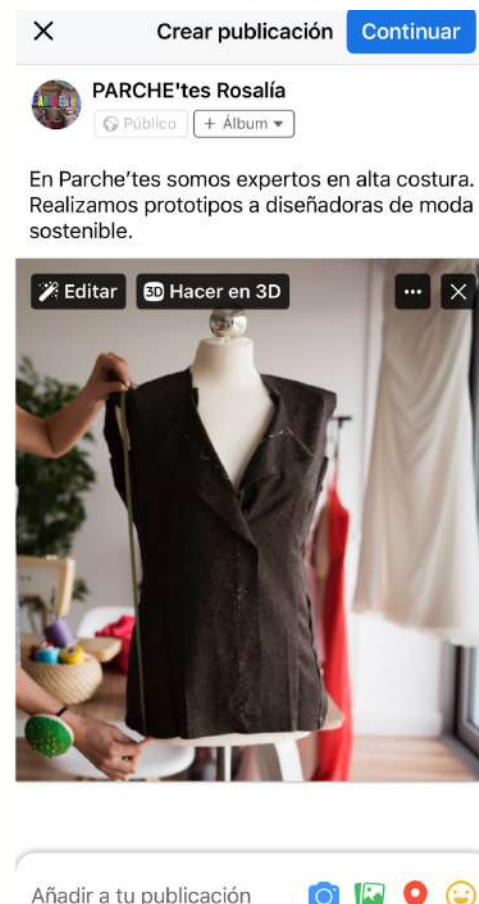 Crear publicación
Continuar
PARCHE'tes Rosalía
Público
+ Álbum
En Parche’tes somos expertos en alta costura.
Realizamos prototipos a diseñadoras de moda
sostenible.
Editar
3D Hacer en 3D
Añadir a tu publicación